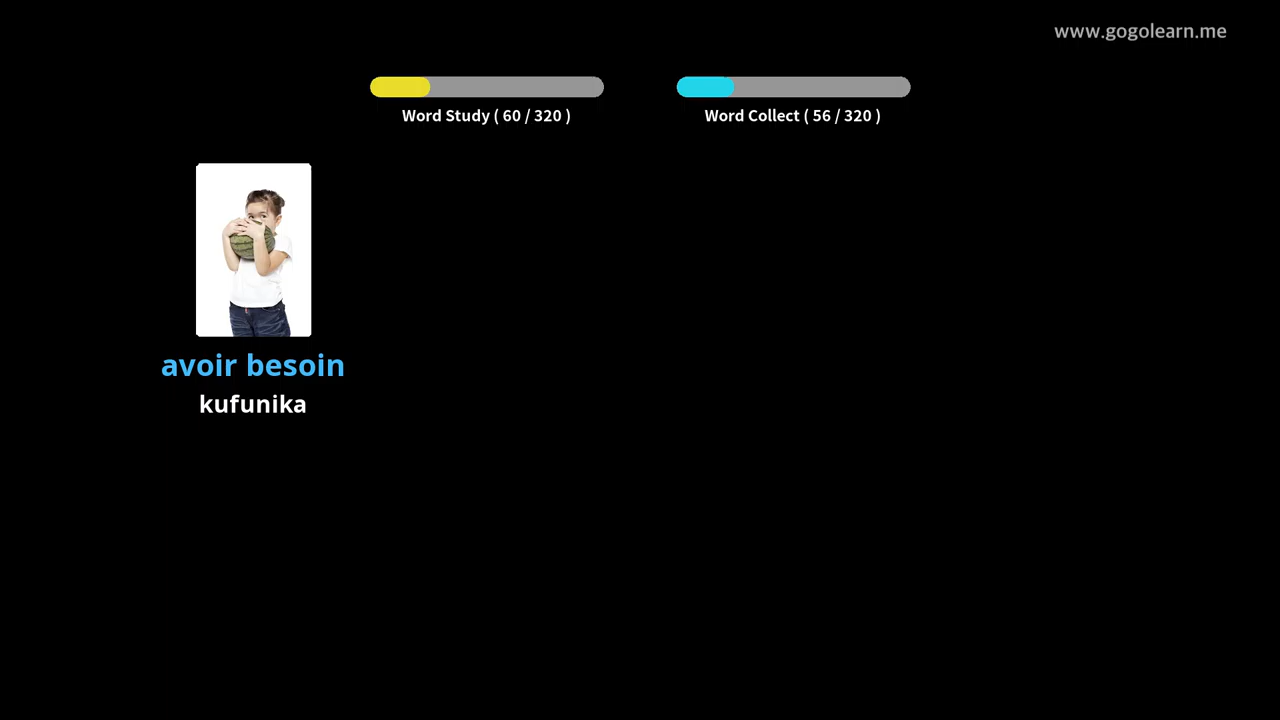 www.gogolearn.me
Word Study ( 60 / 320 )
Word Collect ( 56 / 320 )
avoir besoin
kufunika